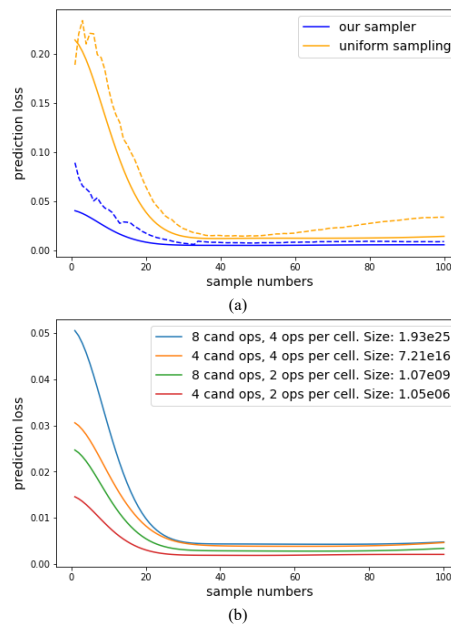 our sampler
uniform sampling
prediction loss
0.20
0.15
0.10
0.05
0.00
0 20 40 60 80 100
sample numbers
(a)
8 cand ops, 4 ops per cell. Size: 1.93e25
4 cand ops, 4 ops per cell. Size: 7.21e16
8 cand ops, 2 ops per cell. Size: 1.07e09
4 cand ops, 2 ops per cell. Size: 1.05e06
prediction loss
0.05
0.04
0.03
0.02
0.01
0.00
0 20 40 60 80 100
sample numbers
(b)